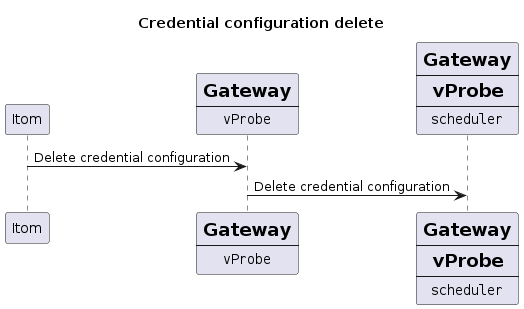 Credential configuration delete
Itom
Gateway
vProbe
Gateway
vProbe
scheduler
Delete credential configuration
Delete credential configuration
Itom
Gateway
vProbe
Gateway
vProbe
scheduler